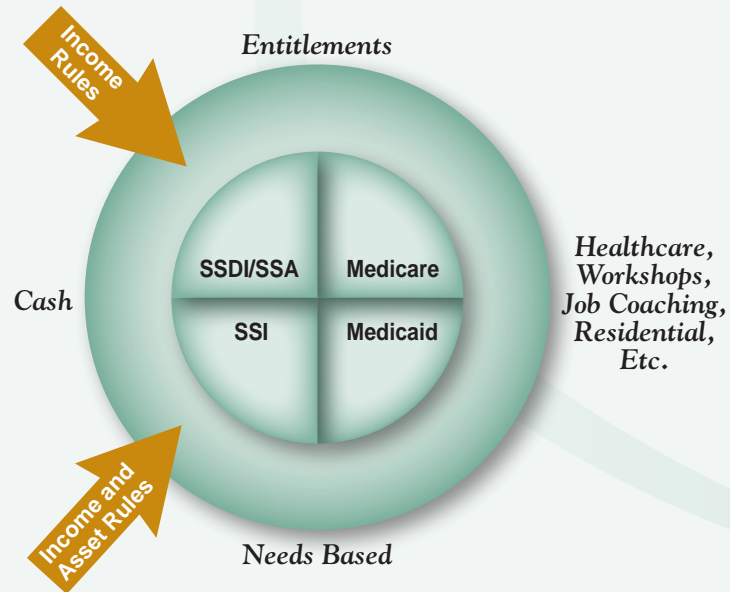 Income
Rules
Entitlements
SSDI/SSA
Medicare
Cash
Healthcare,
Workshops,
Job Coaching,
Residential,
Etc.
SSI
Medicaid
Income and
Asset Rules
Needs Based